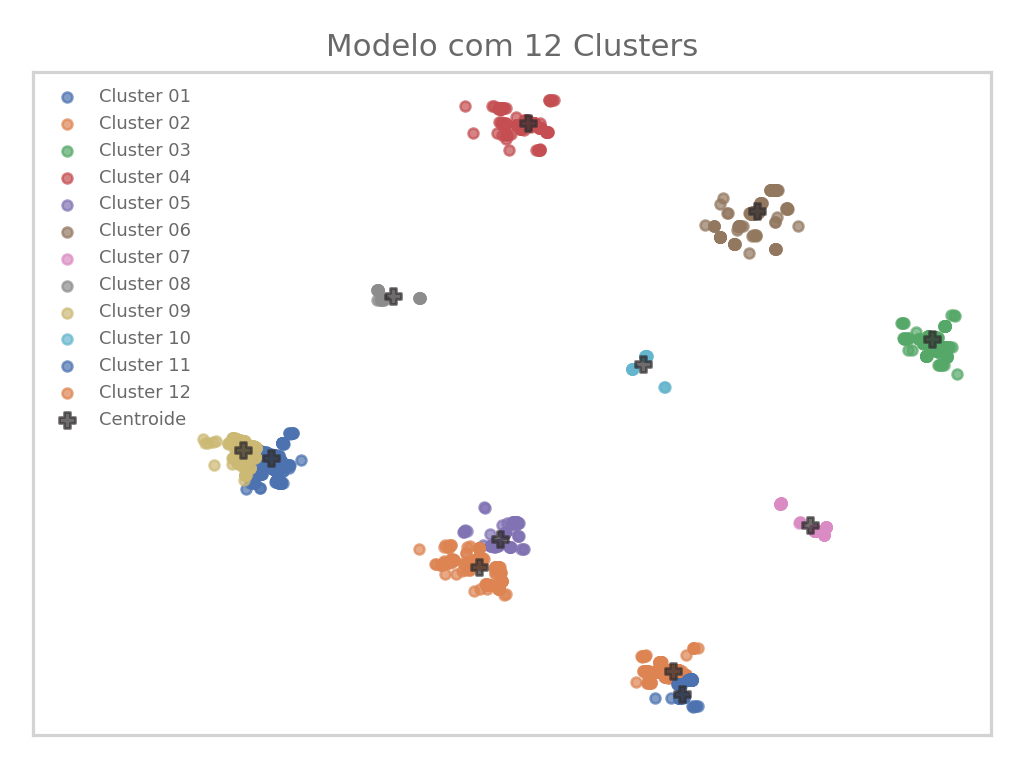 Modelo com 12 Clusters
Cluster 01
Cluster 02
Cluster 03
Cluster 04
Cluster 05
Cluster 06
Cluster 07
Cluster 08
Cluster 09
Cluster 10
Cluster 11
Cluster 12
Centroide